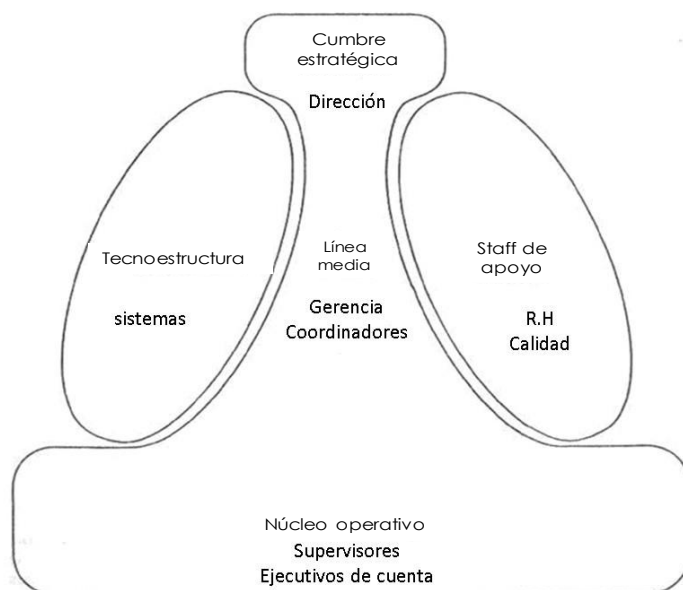 Cumbre
estratégica
Dirección
Tecnoestructura
sistemas
Línea
media
Gerencia
Coordinadores
Staff de
apoyo
R.H
Calidad
Núcleo operativo
Supervisores
Ejecutivos de cuenta